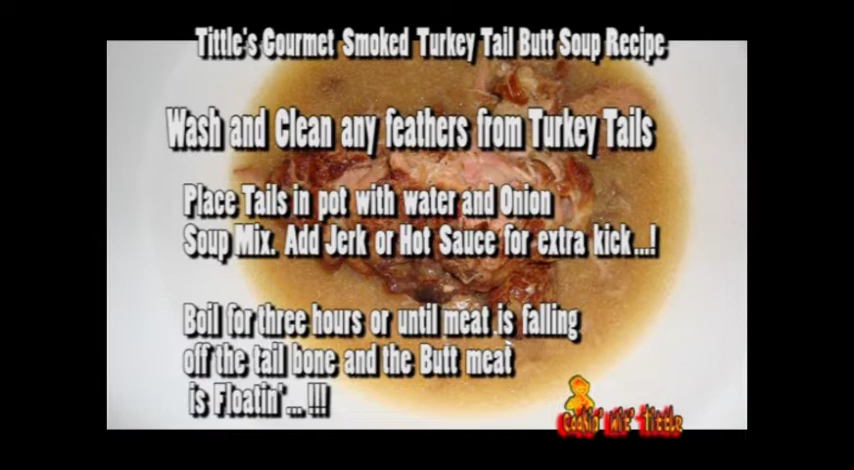 Tittle's Gourmet Smoked Turkey Tail Butt Soup Recipe
Wash and Clean any feathers from Turkey Tails
Place Tails in pot with water and Onion
Soup Mix. Add Jerk or Hot Sauce for extra kick...!
Boil for three hours or until meat is falling
off the tail bone and the Butt meat
is Floatin'... !!!
Cookin' Wit' Tittle